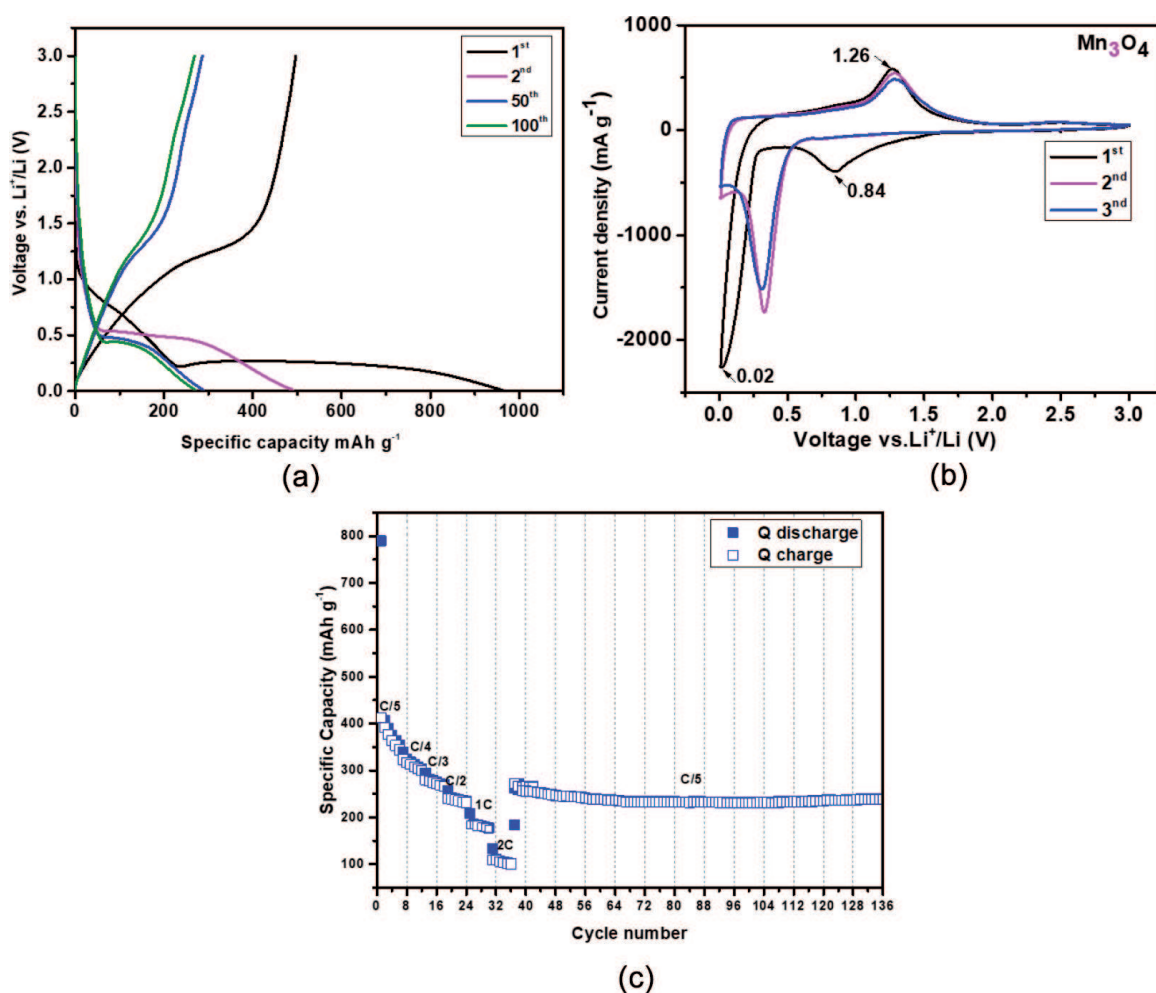 3.0
2.5
2.0
1.5
1.0
0.5
0.0
Voltage vs. Li⁺/Li (V)
1ˢᵗ
2ⁿᵈ
50ᵗʰ
100ᵗʰ
0 200 400 600 800 1000
Specific capacity mAh g⁻¹
(a)
1000
0
-1000
-2000
Current density (mA g⁻¹)
Mn₃O₄
1.26
0.84
0.02
1ˢᵗ
2ⁿᵈ
3ⁿᵈ
0.0 0.5 1.0 1.5 2.0 2.5 3.0
Voltage vs.Li⁺/Li (V)
(b)
800
700
600
500
400
300
200
100
Specific Capacity (mAh g⁻¹)
Q discharge
Q charge
C/5
C/4
C/3
C/2
1C
2C
C/5
0 8 16 24 32 40 48 56 64 72 80 88 96 104 112 120 128 136
Cycle number
(c)